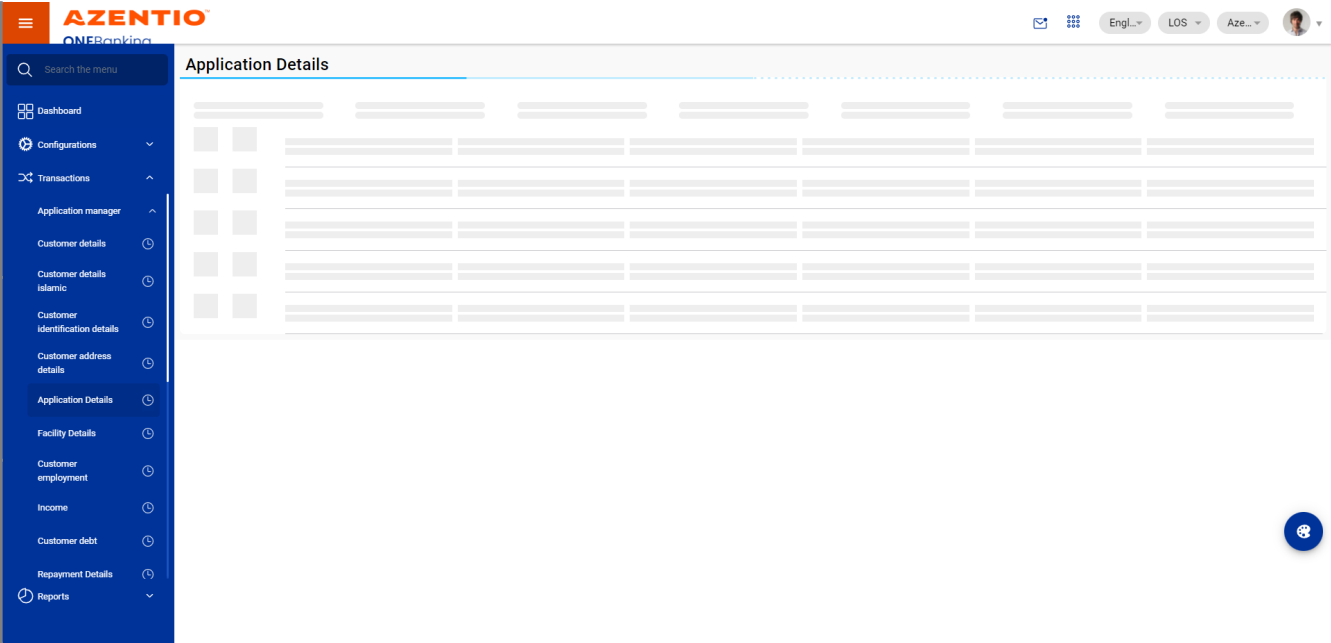 AZENTIO
ONEBanking
Engl...
LOS
Aze...
Search the menu
Application Details
Dashboard
Configurations
Transactions
Application manager
Customer details
Customer details
islamic
Customer
identification details
Customer address
details
Application Details
Facility Details
Customer
employment
Income
Customer debt
Repayment Details
Reports